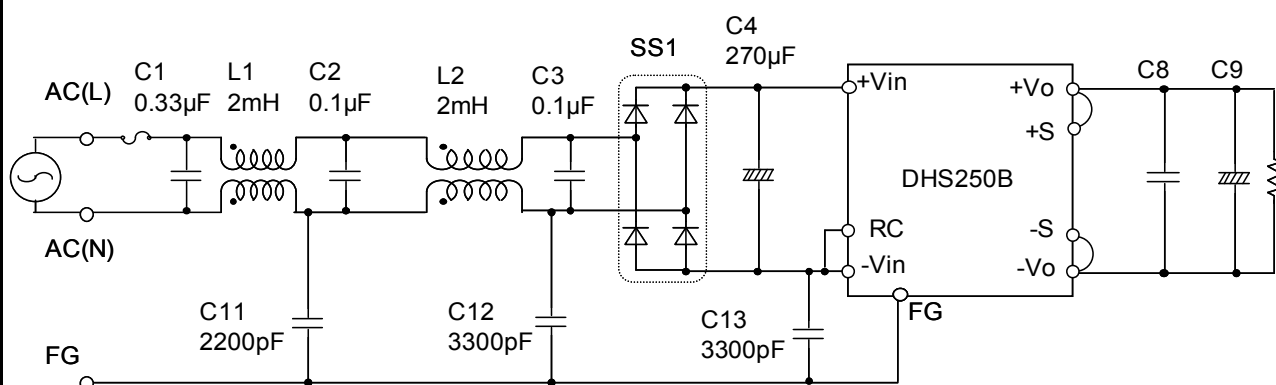 C4
270µF
SS1
C1
0.33µF
L1
2mH
C2
0.1µF
L2
2mH
C3
0.1µF
AC(L)
AC(N)
+Vin
+Vo
+S
DHS250B
RC
-S
-Vin
-Vo
C8
C9
FG
C11
2200pF
C12
3300pF
C13
3300pF
FG